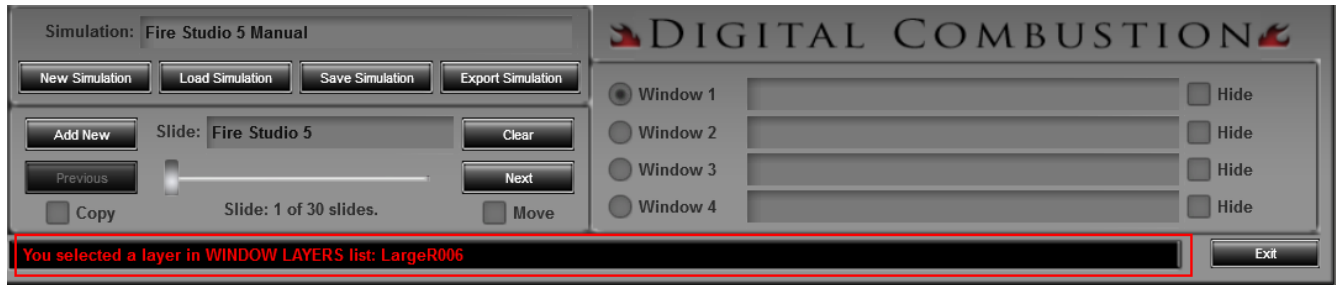 Simulation: Fire Studio 5 Manual
New Simulation Load Simulation Save Simulation Export Simulation
Add New Slide: Fire Studio 5 Clear
Previous Next
Copy Slide: 1 of 30 slides. Move
DIGITAL COMBUSTION
Window 1 Hide
Window 2 Hide
Window 3 Hide
Window 4 Hide
You selected a layer in WINDOW LAYERS list: LargeR006
Exit